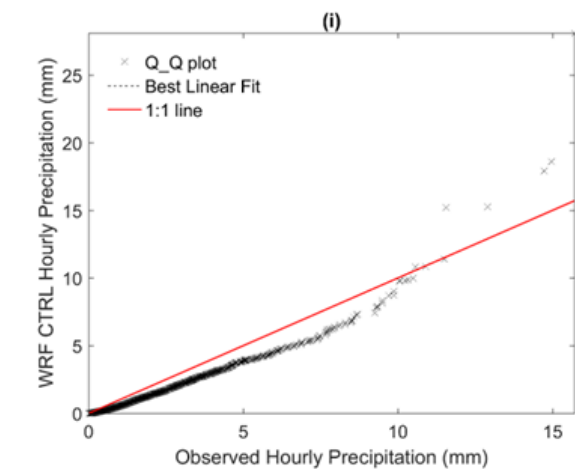 (i)
Q_Q plot
Best Linear Fit
1:1 line
WRF CTRL Hourly Precipitation (mm)
25
20
15
10
5
0
0 5 10 15
Observed Hourly Precipitation (mm)